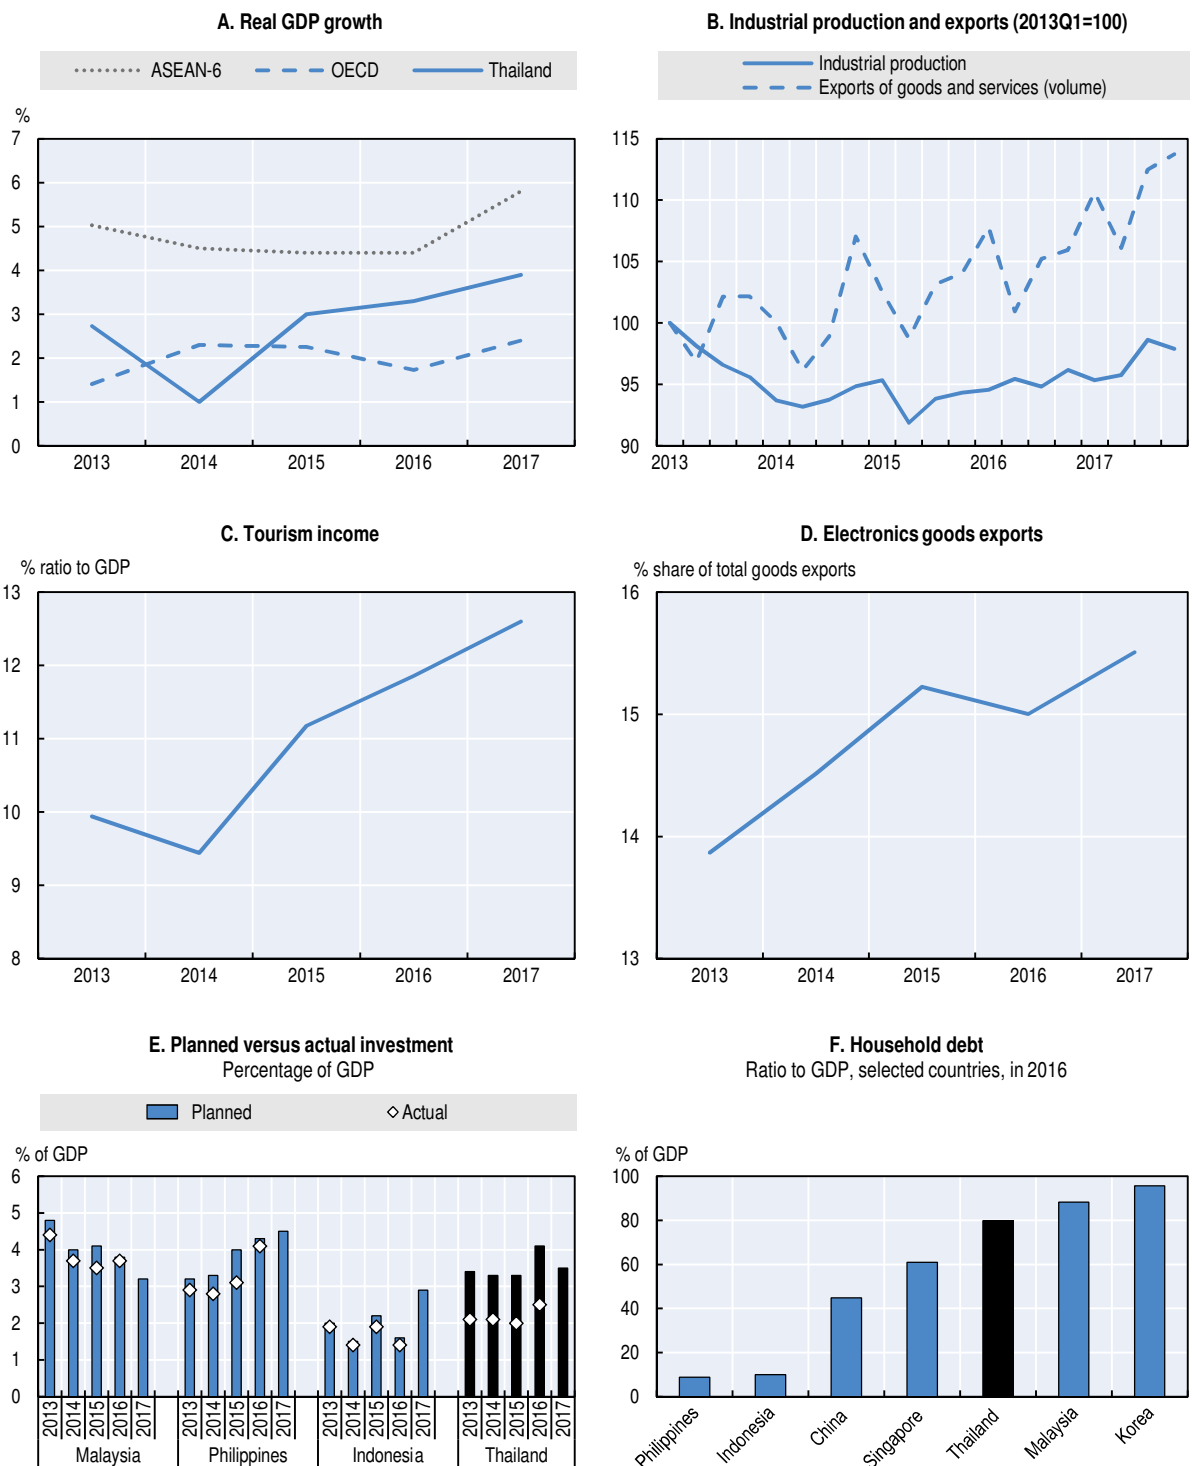 A. Real GDP growth
ASEAN-6 OECD Thailand
%
7
6
5
4
3
2
1
0
2013 2014 2015 2016 2017
B. Industrial production and exports (2013Q1=100)
Industrial production
Exports of goods and services (volume)
115
110
105
100
95
90
2013 2014 2015 2016 2017
C. Tourism income
% ratio to GDP
13
12
11
10
9
8
2013 2014 2015 2016 2017
D. Electronics goods exports
% share of total goods exports
16
15
14
13
2013 2014 2015 2016 2017
E. Planned versus actual investment
Percentage of GDP
Planned Actual
% of GDP
6
5
4
3
2
1
0
2013 2014 2015 2016 2017 2013 2014 2015 2016 2017 2013 2014 2015 2016 2017 2013 2014 2015 2016 2017
Malaysia Philippines Indonesia Thailand
F. Household debt
Ratio to GDP, selected countries, in 2016
% of GDP
100
80
60
40
20
0
Philippines Indonesia China Singapore Thailand Malaysia Korea